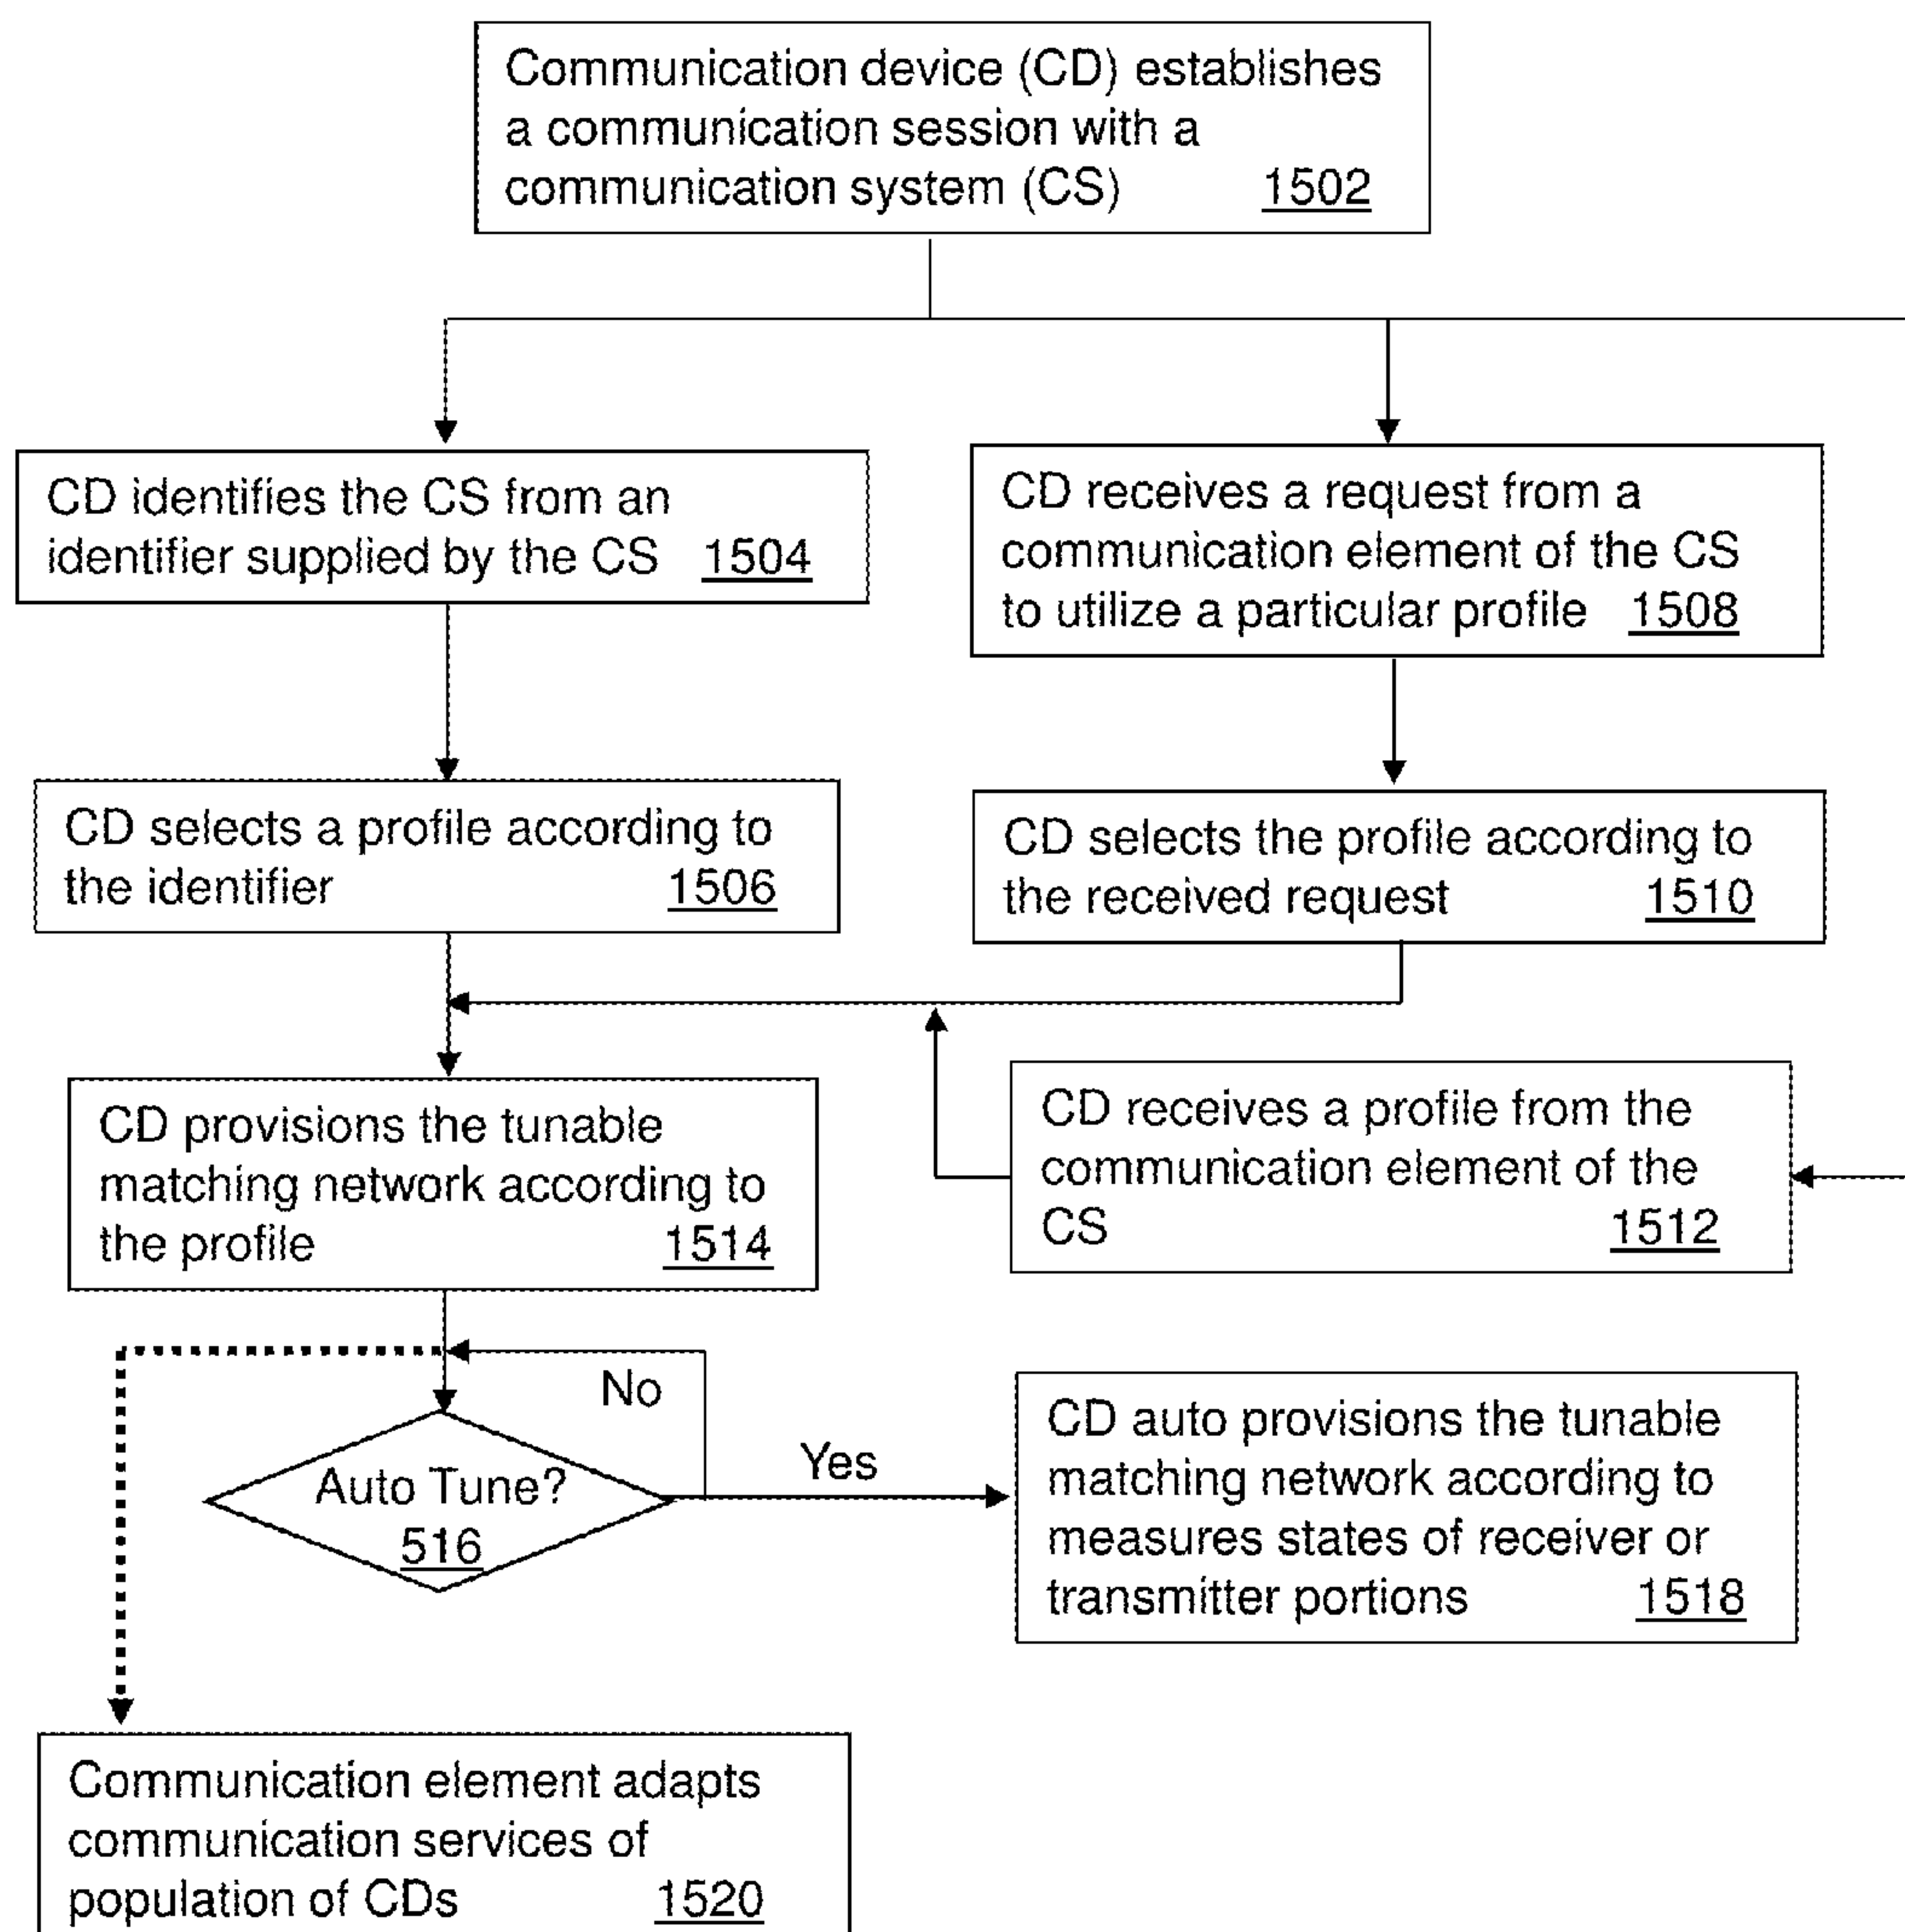 Communication device (CD) establishes
a communication session with a
communication system (CS) 1502
CD identifies the CS from an
identifier supplied by the CS 1504
CD receives a request from a
communication element of the CS
to utilize a particular profile 1508
CD selects a profile according to
the identifier 1506
CD selects the profile according to
the received request 1510
CD provisions the tunable
matching network according to
the profile 1514
CD receives a profile from the
communication element of the
CS 1512
No
Yes
Auto Tune?
516
CD auto provisions the tunable
matching network according to
measures states of receiver or
transmitter portions 1518
Communication element adapts
communication services of
population of CDs 1520